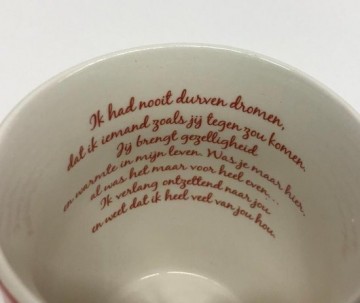 Ik had nooit durven dromen,
dat ik iemand zoals jij tegen zou komen.
Jij brengt gezelligheid
en warmte in mijn leven. Was je maar hier,
al was het maar voor heel even...
Ik verlang ontzettend naar jou
en weet dat ik heel veel van jou hou.